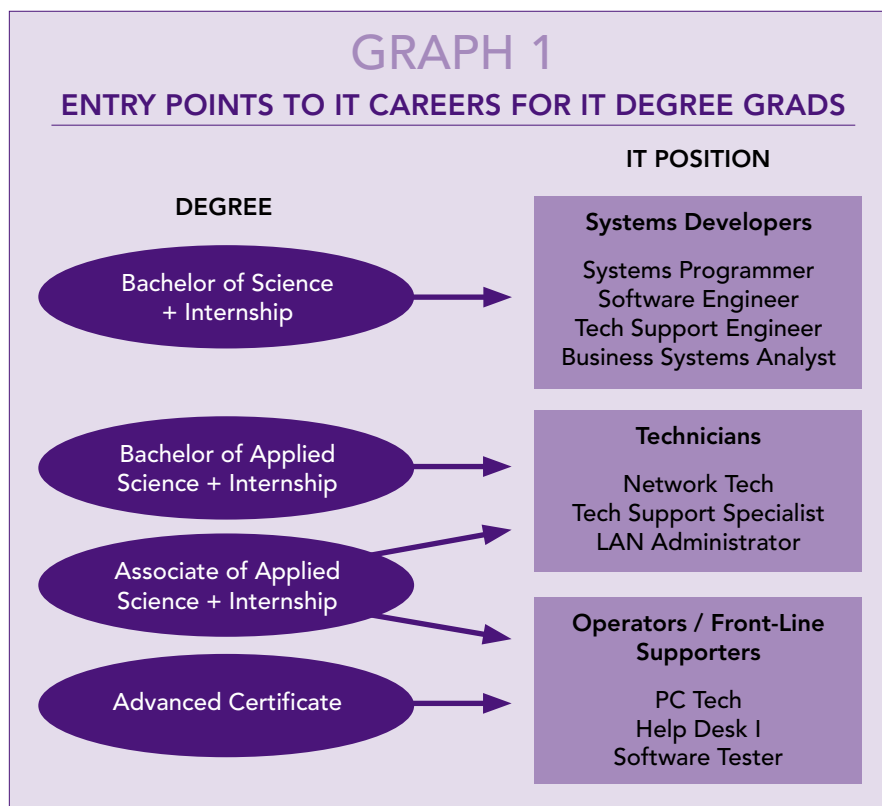 GRAPH 1
ENTRY POINTS TO IT CAREERS FOR IT DEGREE GRADS
DEGREE
Bachelor of Science
+ Internship
Bachelor of Applied
Science + Internship
Associate of Applied
Science + Internship
Advanced Certificate
IT POSITION
Systems Developers
Systems Programmer
Software Engineer
Tech Support Engineer
Business Systems Analyst
Technicians
Network Tech
Tech Support Specialist
LAN Administrator
Operators / Front-Line
Supporters
PC Tech
Help Desk I
Software Tester